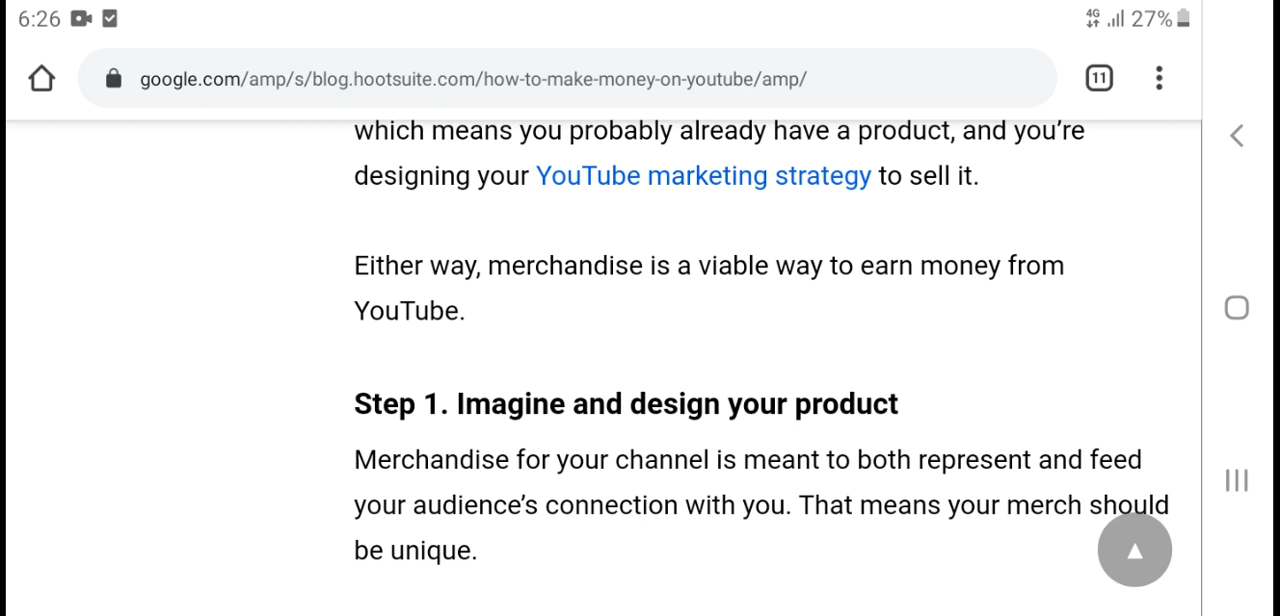 6:26
4G
27%
google.com/amp/s/blog.hootsuite.com/how-to-make-money-on-youtube/amp/
11
which means you probably already have a product, and you’re
designing your YouTube marketing strategy to sell it.
Either way, merchandise is a viable way to earn money from
YouTube.
Step 1. Imagine and design your product
Merchandise for your channel is meant to both represent and feed
your audience’s connection with you. That means your merch should
be unique.